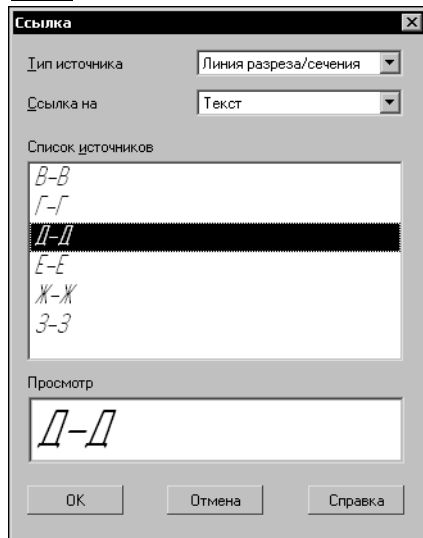 Ссылка
Тип источника Линия разреза/сечения
Ссылка на Текст
Список источников
В-В
Г-Г
Д-Д
Е-Е
Ж-Ж
З-З
Просмотр
Д-Д
OK Отмена Справка